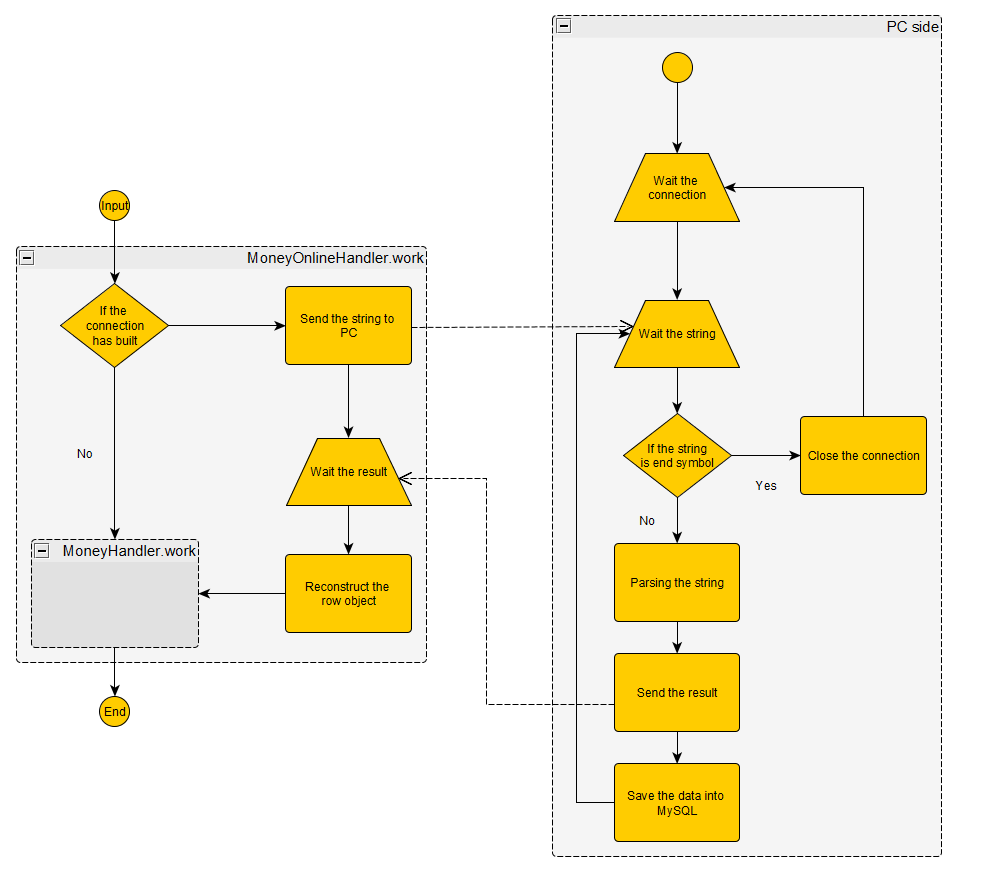 PC side
Wait the
connection
Input
MoneyOnlineHandler.work
If the
connection
has built
Send the string to
PC
Wait the string
No
Wait the result
If the string
is end symbol
Close the connection
Yes
No
MoneyHandler.work
Reconstruct the
row object
Parsing the string
Send the result
End
Save the data into
MySQL